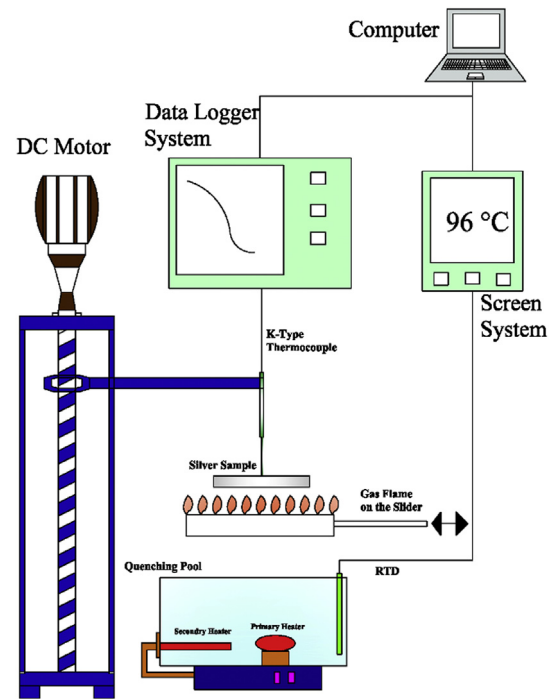 Computer
Data Logger
System
DC Motor
96 °C
Screen
System
K-Type
Thermocouple
Silver Sample
Gas Flame
on the Slider
Quenching Pool
RTD
Secondry Heater
Primary Heater